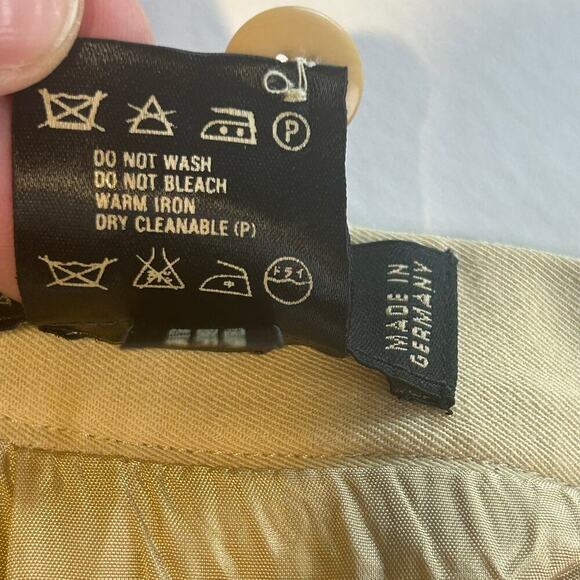 P
DO NOT WASH
DO NOT BLEACH
WARM IRON
DRY CLEANABLE (P)
ドライ
MADE IN
GERMANY